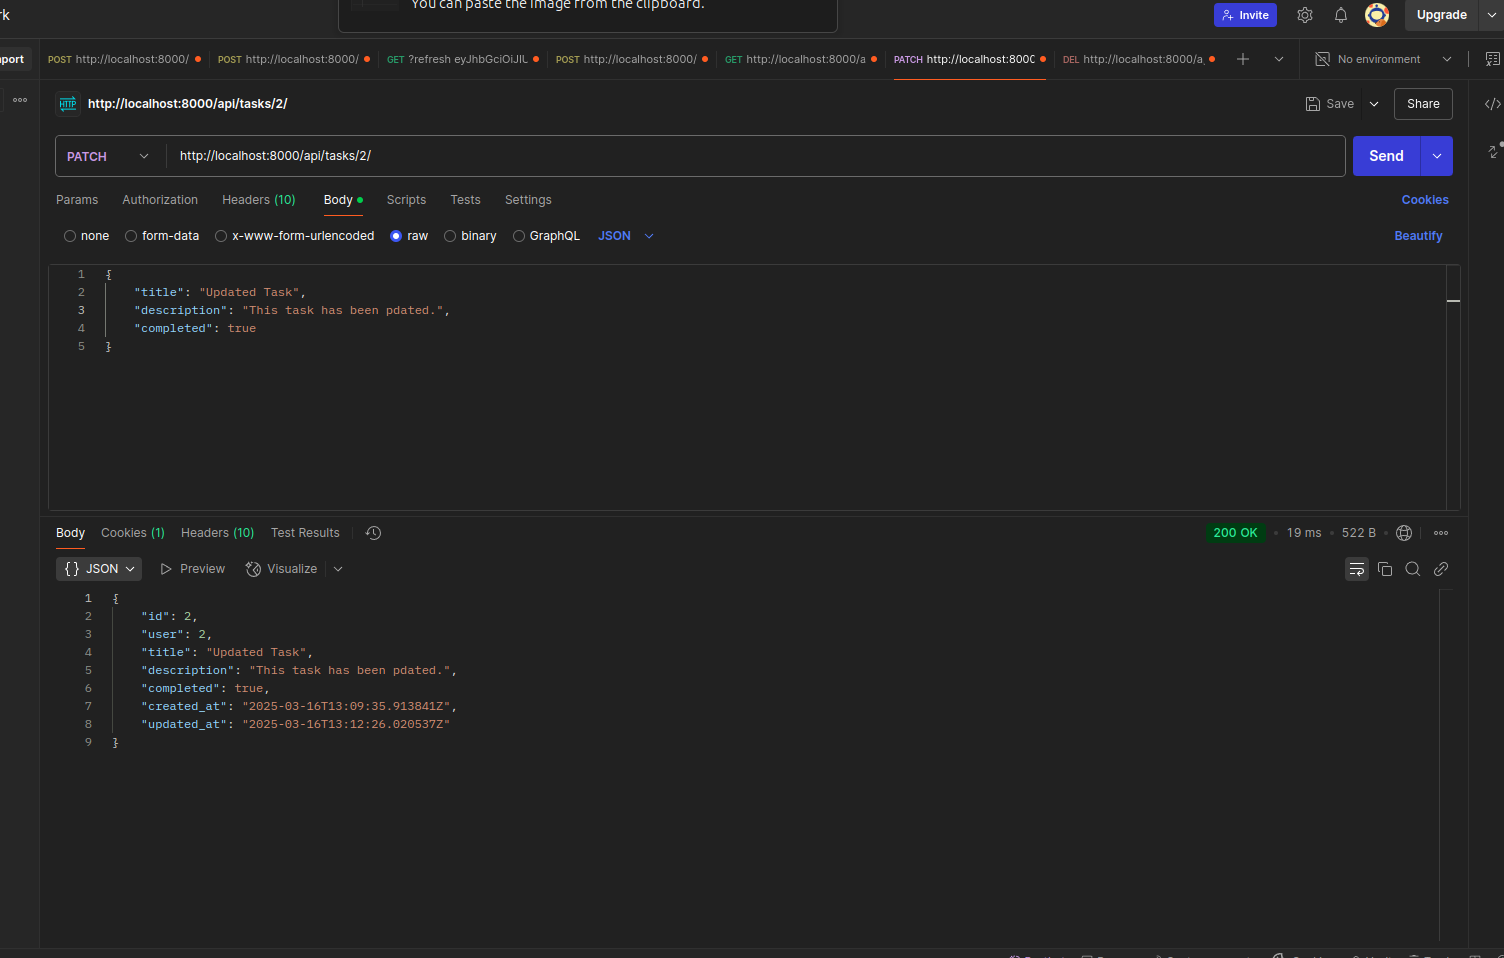 rk
You can paste the image from the clipboard.
Invite
Upgrade
port
POST http://localhost:8000/
POST http://localhost:8000/
GET ?refresh eyJhbGciOiJIU
POST http://localhost:8000/
GET http://localhost:8000/a
PATCH http://localhost:800C
DEL http://localhost:8000/a
No environment
HTTP http://localhost:8000/api/tasks/2/
Save
Share
PATCH http://localhost:8000/api/tasks/2/
Send
Params Authorization Headers (10) Body Scripts Tests Settings
Cookies
none form-data x-www-form-urlencoded raw binary GraphQL JSON
Beautify
1 {
2 "title": "Updated Task",
3 "description": "This task has been pdated.",
4 "completed": true
5 }
Body Cookies (1) Headers (10) Test Results
200 OK • 19 ms • 522 B
{} JSON Preview Visualize
1 {
2 "id": 2,
3 "user": 2,
4 "title": "Updated Task",
5 "description": "This task has been pdated.",
6 "completed": true,
7 "created_at": "2025-03-16T13:09:35.913841Z",
8 "updated_at": "2025-03-16T13:12:26.020537Z"
9 }